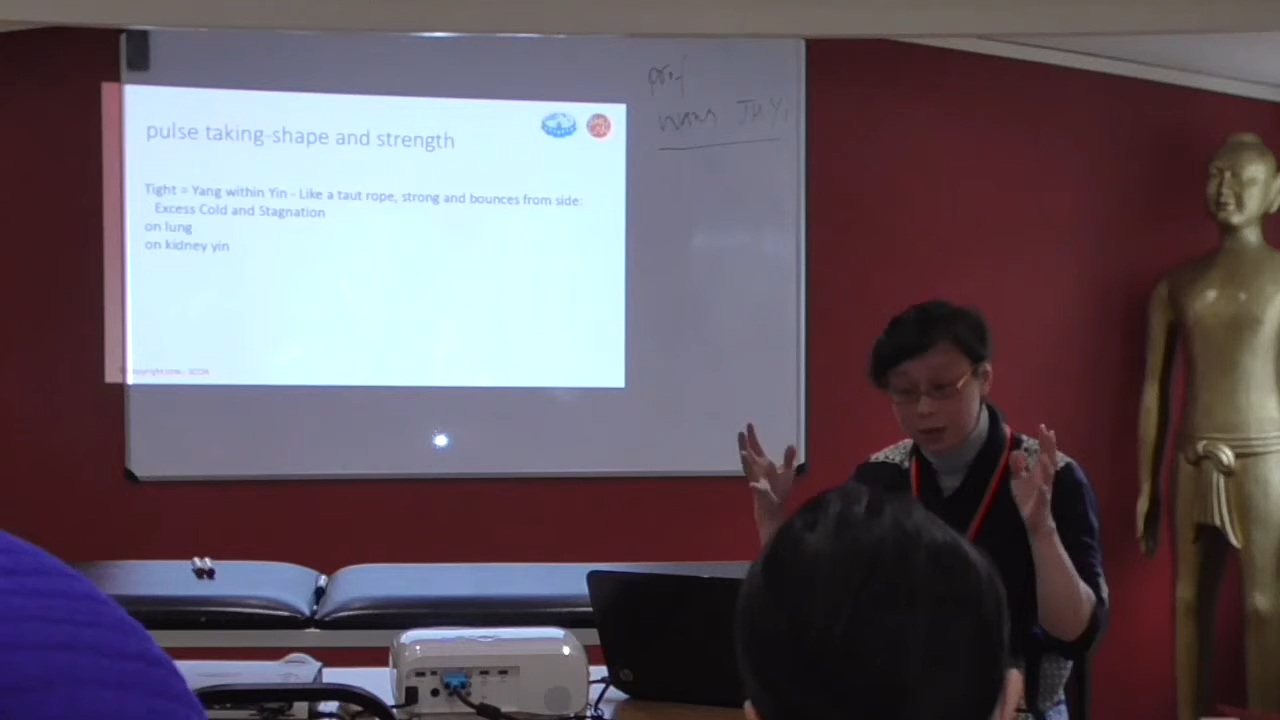 pulse taking-shape and strength
Tight = Yang within Yin - Like a taut rope, strong and bounces from side:
Excess Cold and Stagnation
on lung
on kidney yin
prof